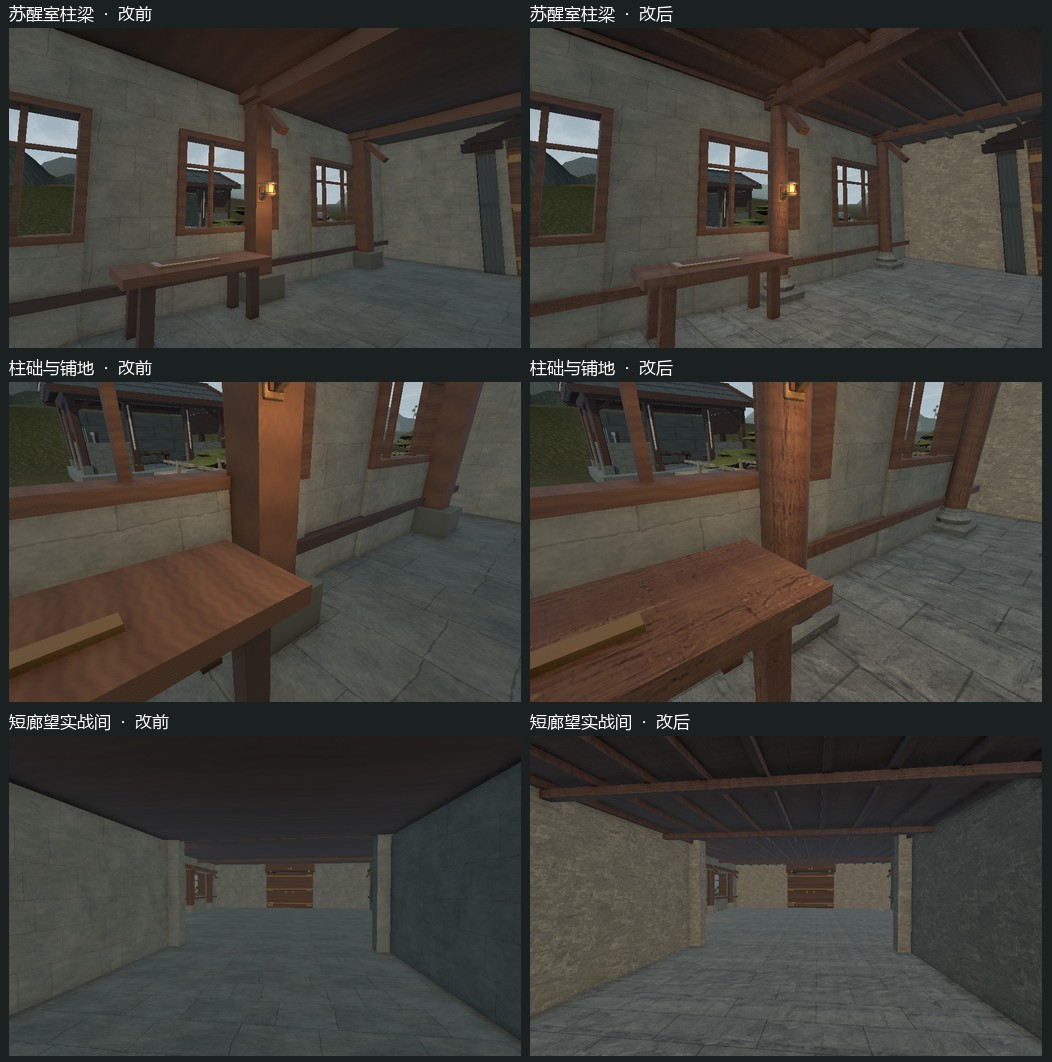 苏醒室柱梁 · 改前
苏醒室柱梁 · 改后
柱础与铺地 · 改前
柱础与铺地 · 改后
短廊望实战间 · 改前
短廊望实战间 · 改后